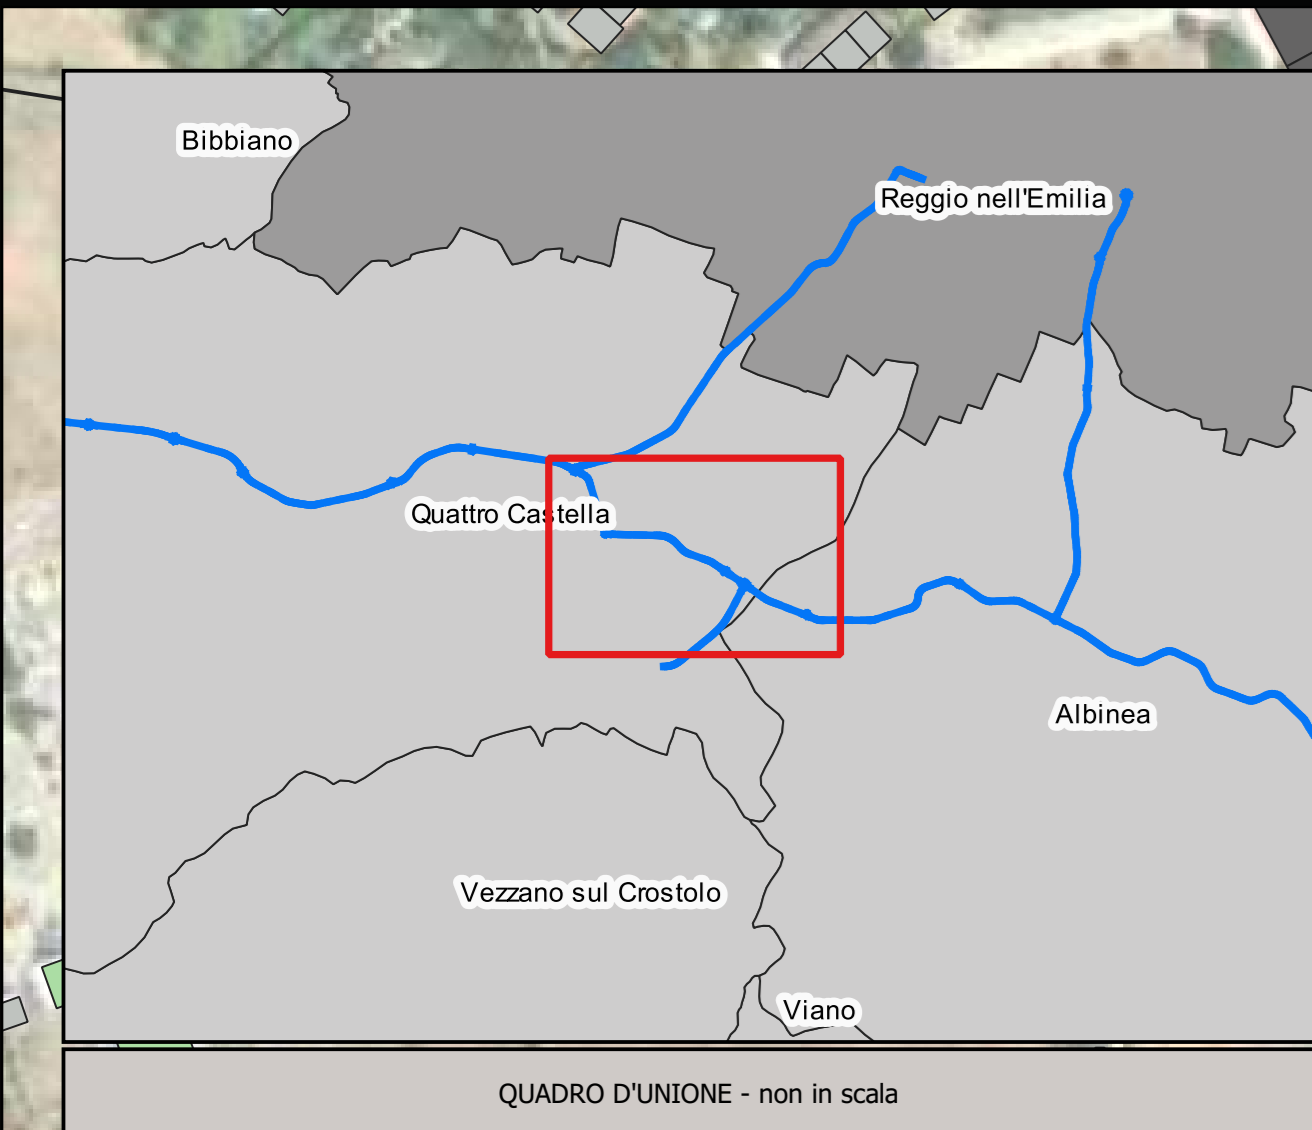 Bibbiano
Reggio nell'Emilia
Quattro Castella
Albinea
Vezzano sul Crostolo
Viano
QUADRO D'UNIONE - non in scala